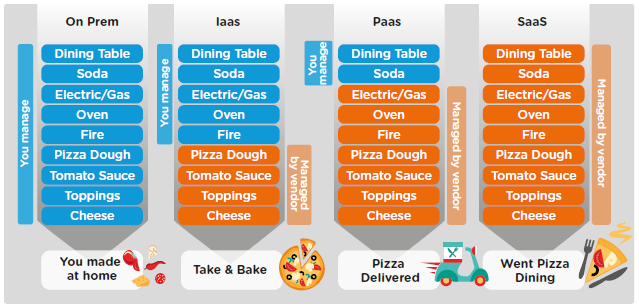 On Prem
You manage
Dining Table
Soda
Electric/Gas
Oven
Fire
Pizza Dough
Tomato Sauce
Toppings
Cheese
You made
at home
Iaas
You manage
Dining Table
Soda
Electric/Gas
Oven
Fire
Pizza Dough
Tomato Sauce
Toppings
Cheese
Managed
by vendor
Take & Bake
Paas
You
manage
Dining Table
Soda
Electric/Gas
Oven
Fire
Pizza Dough
Tomato Sauce
Toppings
Cheese
Managed by vendor
Pizza
Delivered
SaaS
Dining Table
Soda
Electric/Gas
Oven
Fire
Pizza Dough
Tomato Sauce
Toppings
Cheese
Managed by vendor
Went Pizza
Dining